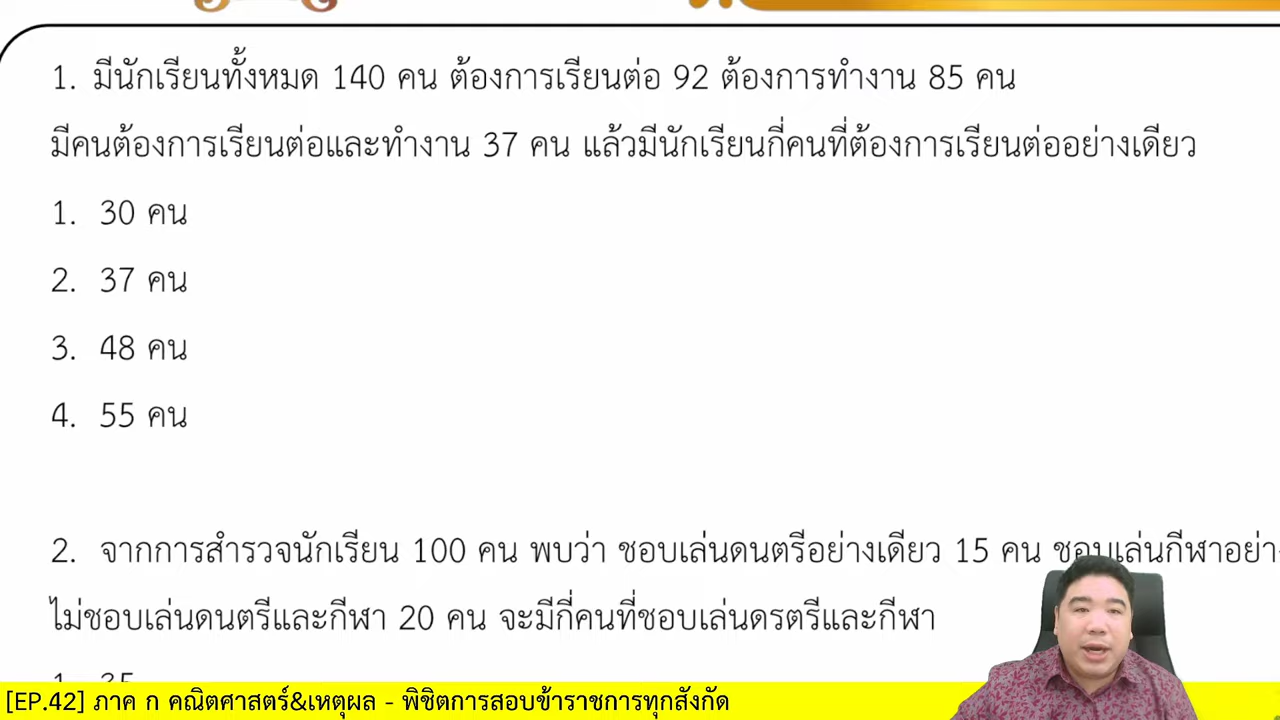 1. มีนักเรียนทั้งหมด 140 คน ต้องการเรียนต่อ 92 ต้องการทำงาน 85 คน
มีคนต้องการเรียนต่อและทำงาน 37 คน แล้วมีนักเรียนกี่คนที่ต้องการเรียนต่ออย่างเดียว
1. 30 คน
2. 37 คน
3. 48 คน
4. 55 คน
2. จากการสำรวจนักเรียน 100 คน พบว่า ชอบเล่นดนตรีอย่างเดียว 15 คน ชอบเล่นกีฬาอย่า
ไม่ชอบเล่นดนตรีและกีฬา 20 คน จะมีกี่คนที่ชอบเล่นดรตรีและกีฬา
[EP.42] ภาค ก คณิตศาสตร์&เหตุผล - พิชิตการสอบข้าราชการทุกสังกัด